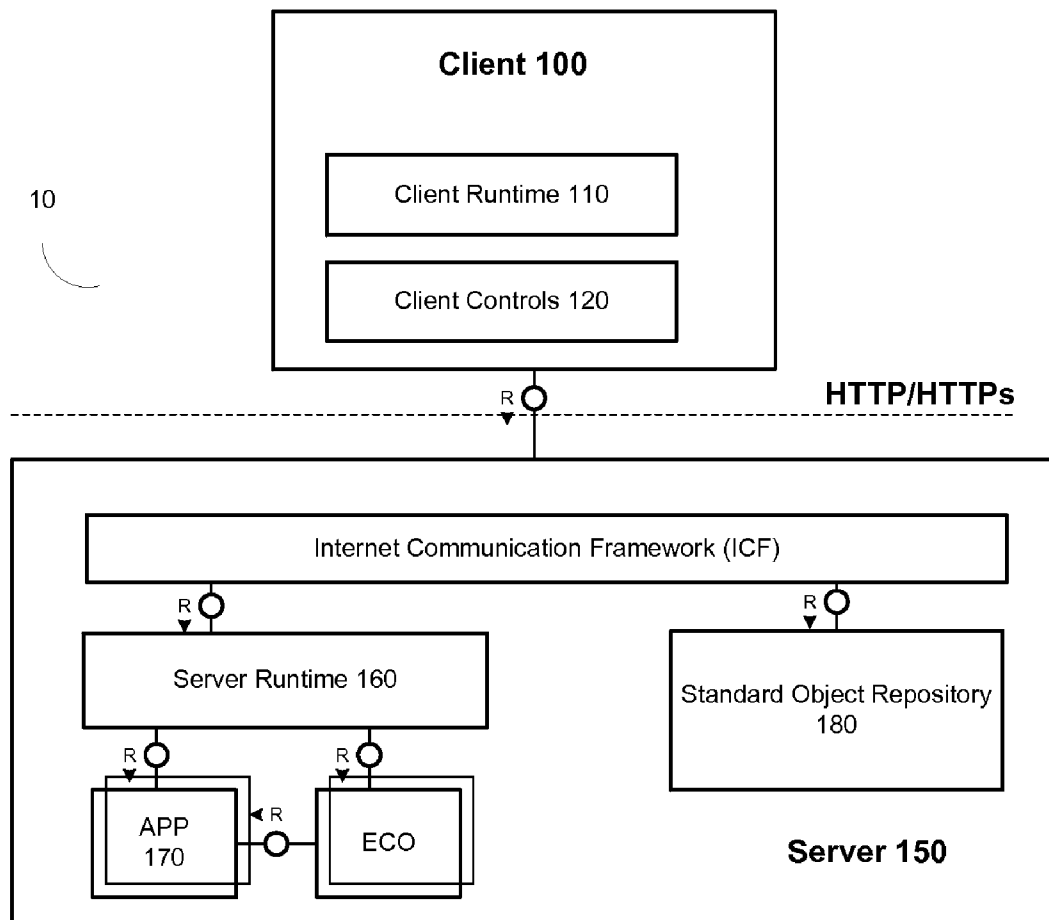 Client 100
Client Runtime 110
10
Client Controls 120
R
HTTP/HTTPs
Internet Communication Framework (ICF)
R
R
Server Runtime 160
Standard Object Repository
180
R
R
R
APP
170
ECO
Server 150